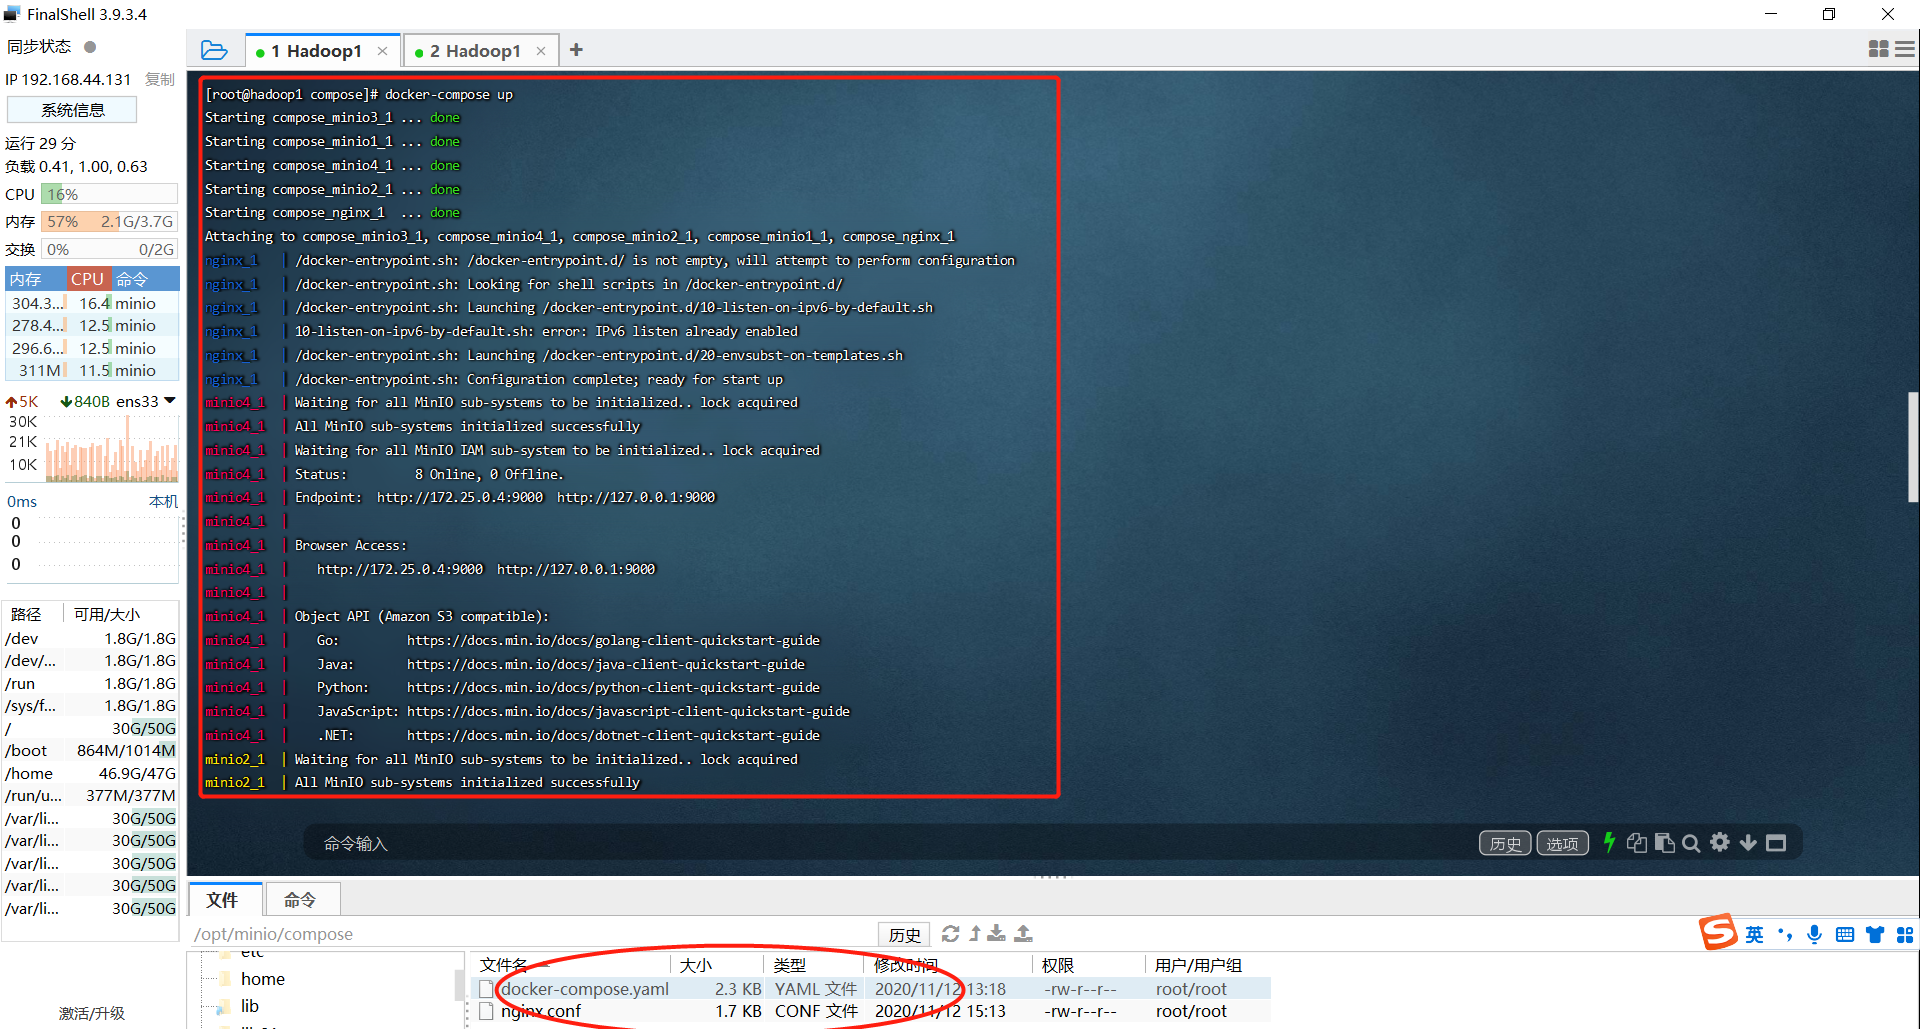 FinalShell 3.9.3.4
同步状态
IP 192.168.44.131 复制
系统信息
运行 29 分
负载 0.41, 1.00, 0.63
CPU 16%
内存 57% 2.1G/3.7G
交换 0% 0/2G
内存 CPU 命令
304.3... 16.4 minio
278.4... 12.5 minio
296.6... 12.5 minio
311M 11.5 minio
5K 840B ens33
30K
21K
10K
0ms 本机
0
0
0
路径 可用/大小
/dev 1.8G/1.8G
/dev/... 1.8G/1.8G
/run 1.8G/1.8G
/sys/f... 1.8G/1.8G
/ 30G/50G
/boot 864M/1014M
/home 46.9G/47G
/run/u... 377M/377M
/var/li... 30G/50G
/var/li... 30G/50G
/var/li... 30G/50G
/var/li... 30G/50G
/var/li... 30G/50G
激活/升级
1 Hadoop1 × 2 Hadoop1 × +
[root@hadoop1 compose]# docker-compose up
Starting compose_minio3_1 ... done
Starting compose_minio1_1 ... done
Starting compose_minio4_1 ... done
Starting compose_minio2_1 ... done
Starting compose_nginx_1  ... done
Attaching to compose_minio3_1, compose_minio4_1, compose_minio2_1, compose_minio1_1, compose_nginx_1
nginx_1   | /docker-entrypoint.sh: /docker-entrypoint.d/ is not empty, will attempt to perform configuration
nginx_1   | /docker-entrypoint.sh: Looking for shell scripts in /docker-entrypoint.d/
nginx_1   | /docker-entrypoint.sh: Launching /docker-entrypoint.d/10-listen-on-ipv6-by-default.sh
nginx_1   | 10-listen-on-ipv6-by-default.sh: error: IPv6 listen already enabled
nginx_1   | /docker-entrypoint.sh: Launching /docker-entrypoint.d/20-envsubst-on-templates.sh
nginx_1   | /docker-entrypoint.sh: Configuration complete; ready for start up
minio4_1  | Waiting for all MinIO sub-systems to be initialized.. lock acquired
minio4_1  | All MinIO sub-systems initialized successfully
minio4_1  | Waiting for all MinIO IAM sub-system to be initialized.. lock acquired
minio4_1  | Status:         8 Online, 0 Offline.
minio4_1  | Endpoint:  http://172.25.0.4:9000  http://127.0.0.1:9000
minio4_1  |
minio4_1  | Browser Access:
minio4_1  |    http://172.25.0.4:9000  http://127.0.0.1:9000
minio4_1  |
minio4_1  | Object API (Amazon S3 compatible):
minio4_1  |    Go:         https://docs.min.io/docs/golang-client-quickstart-guide
minio4_1  |    Java:       https://docs.min.io/docs/java-client-quickstart-guide
minio4_1  |    Python:     https://docs.min.io/docs/python-client-quickstart-guide
minio4_1  |    JavaScript: https://docs.min.io/docs/javascript-client-quickstart-guide
minio4_1  |    .NET:       https://docs.min.io/docs/dotnet-client-quickstart-guide
minio2_1  | Waiting for all MinIO sub-systems to be initialized.. lock acquired
minio2_1  | All MinIO sub-systems initialized successfully
命令输入 历史 选项
文件 命令
/opt/minio/compose 历史
S 英
etc
home
lib
文件名 大小 类型 修改时间 权限 用户/用户组
docker-compose.yaml 2.3 KB YAML 文件 2020/11/12 13:18 -rw-r--r-- root/root
nginx.conf 1.7 KB CONF 文件 2020/11/12 15:13 -rw-r--r-- root/root